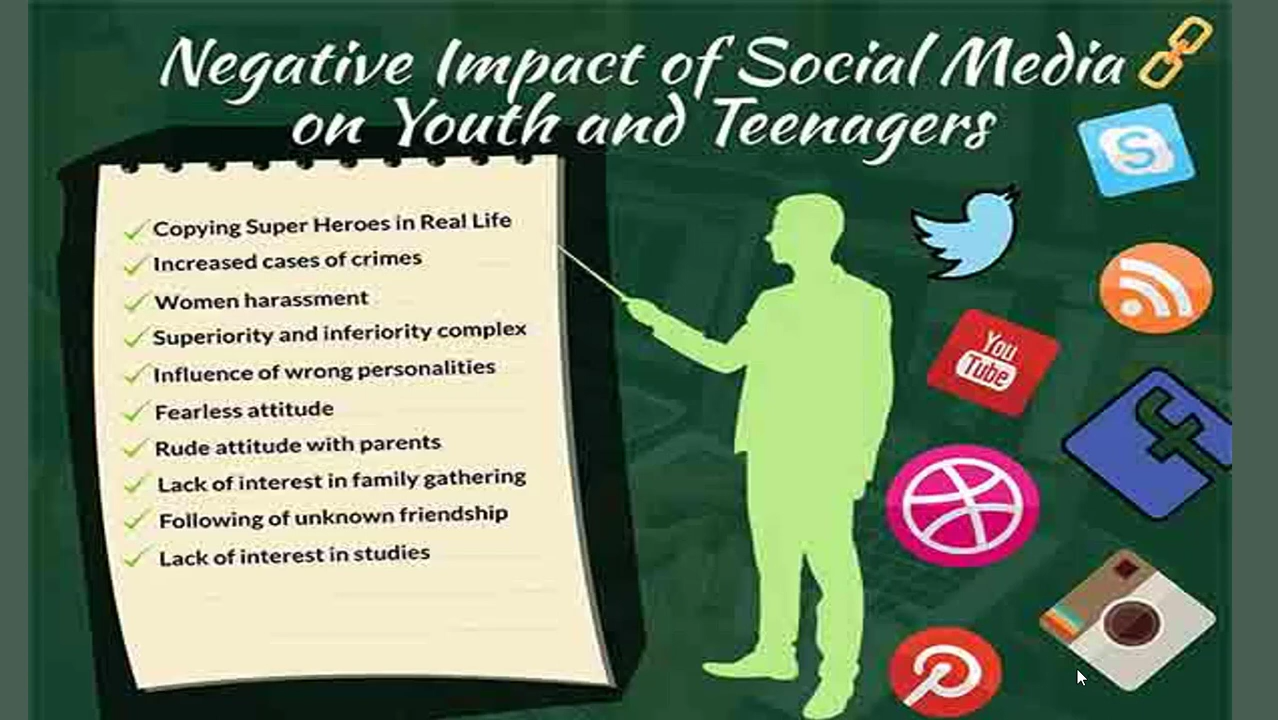 Negative Impact of Social Media
on Youth and Teenagers
Copying Super Heroes in Real Life
Increased cases of crimes
Women harassment
Superiority and inferiority complex
Influence of wrong personalities
Fearless attitude
Rude attitude with parents
Lack of interest in family gathering
Following of unknown friendship
Lack of interest in studies
S
You
Tube
f
P